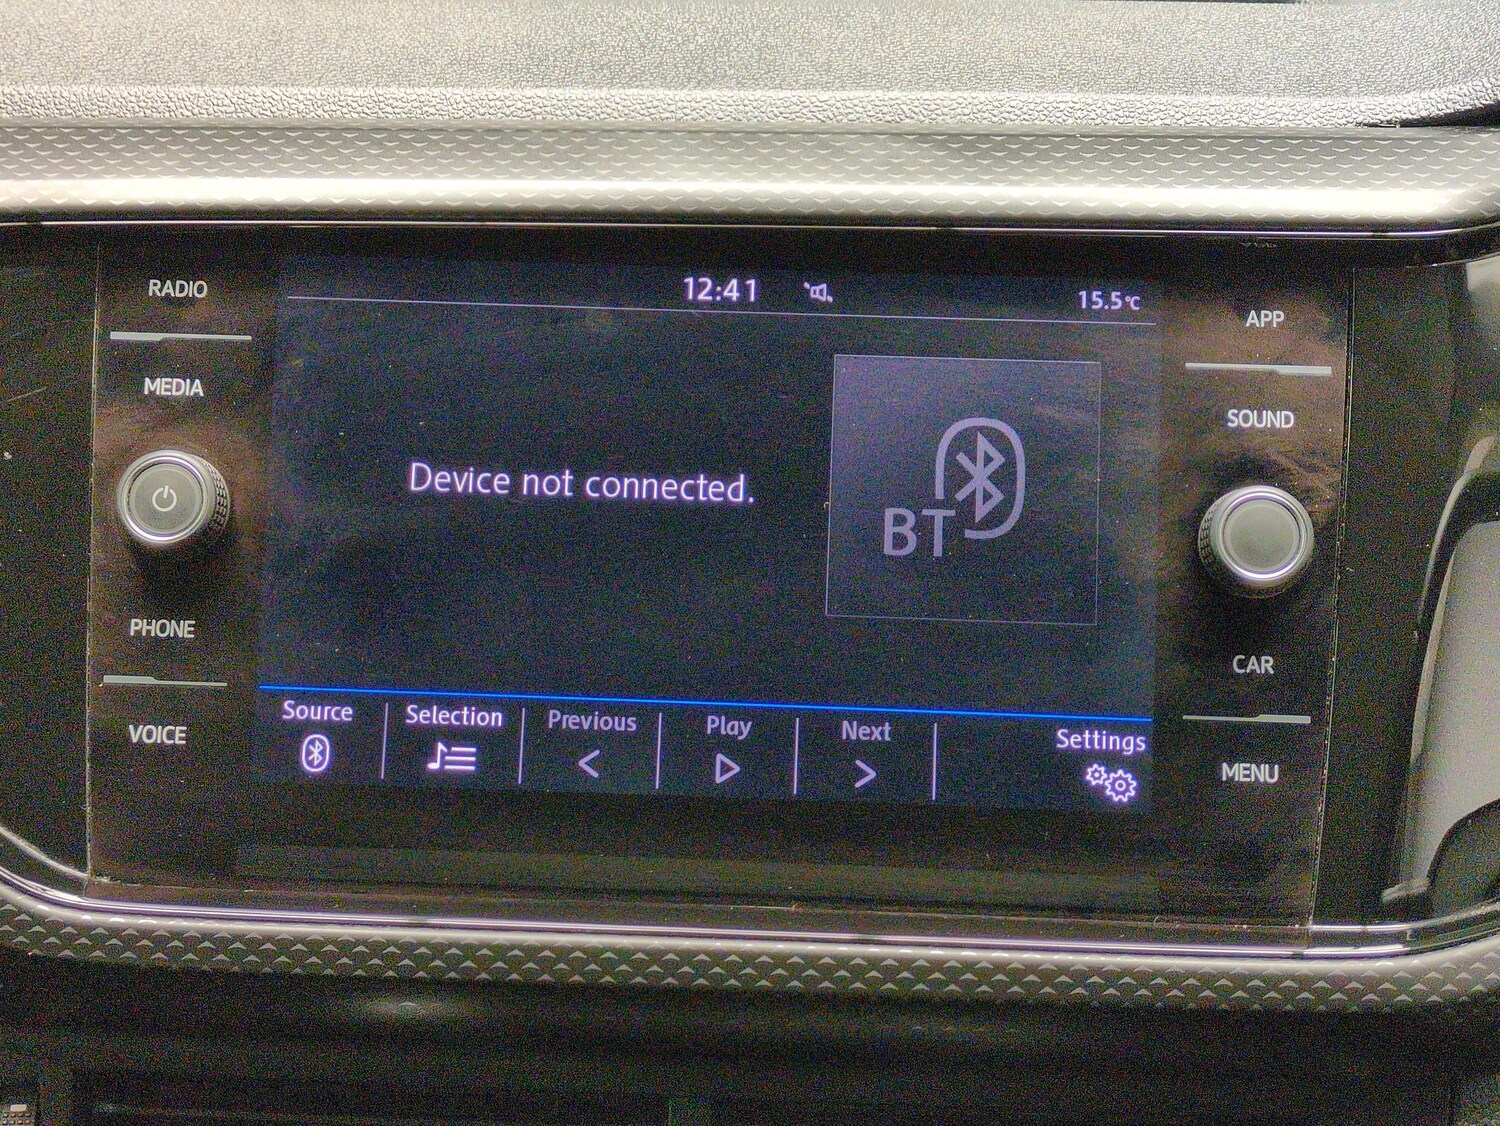 12:41
15.5°C
RADIO
MEDIA
PHONE
VOICE
Device not connected.
BT
Source
Selection
Previous
Play
Next
Settings
APP
SOUND
CAR
MENU